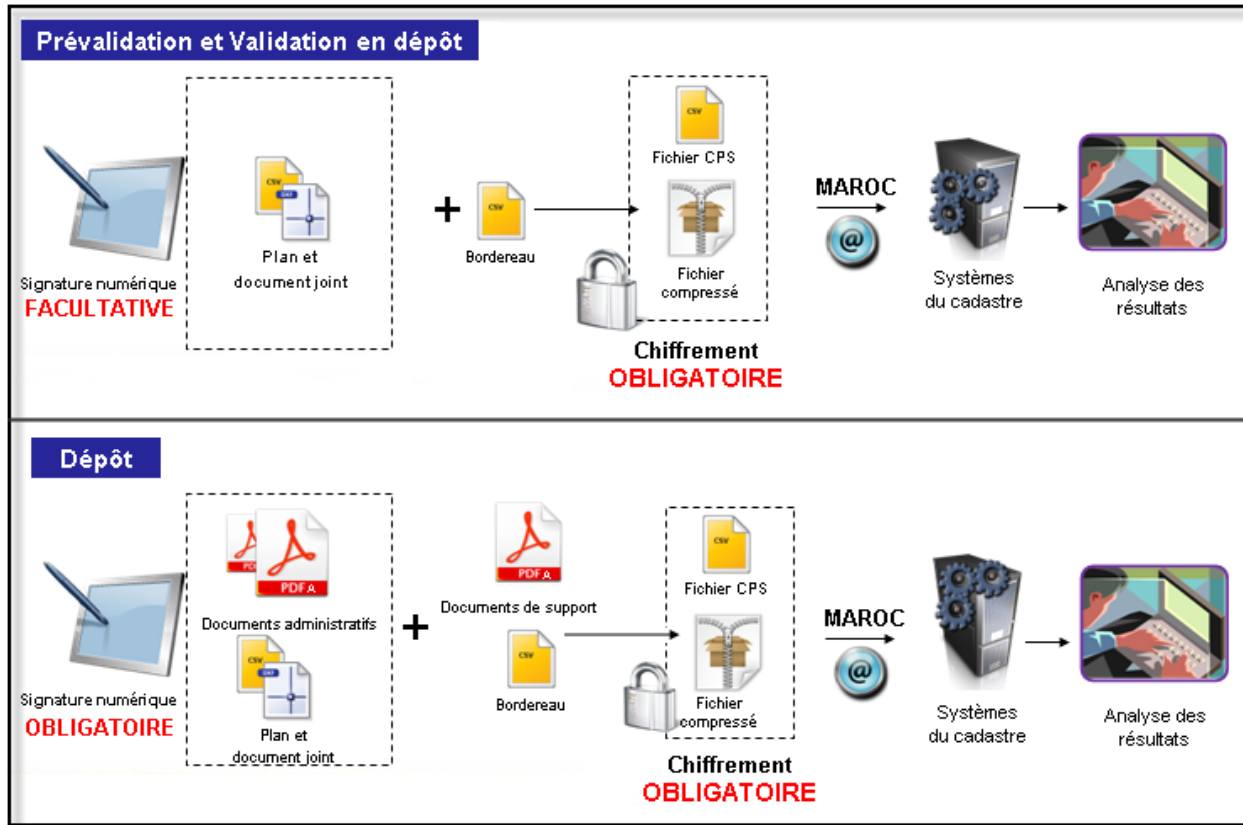 Prévalidation et Validation en dépôt
Signature numérique
FACULTATIVE
CSV
DXF
Plan et
document joint
+
CSV
Bordereau
CSV
Fichier CPS
Fichier
compressé
Chiffrement
OBLIGATOIRE
MAROC
@
Systèmes
du cadastre
Analyse des
résultats
Dépôt
Signature numérique
OBLIGATOIRE
PDF.A
Documents administratifs
CSV
DXF
Plan et
document joint
+
PDF.A
Documents de support
CSV
Bordereau
CSV
Fichier CPS
Fichier
compressé
Chiffrement
OBLIGATOIRE
MAROC
@
Systèmes
du cadastre
Analyse des
résultats